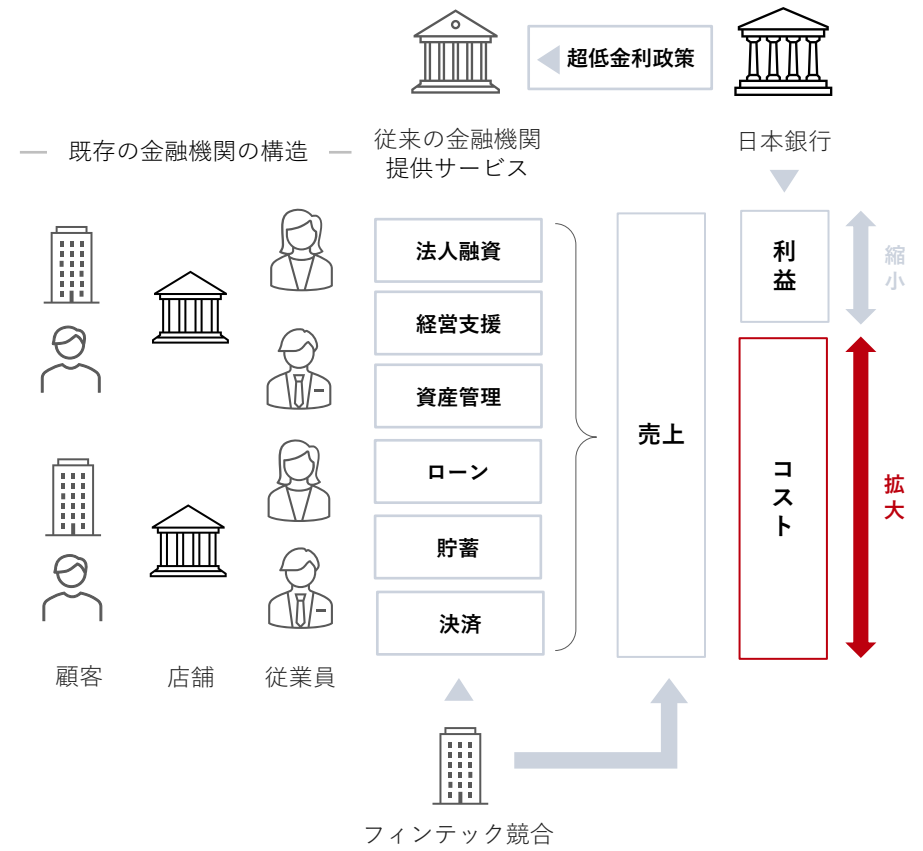 超低金利政策
既存の金融機関の構造
従来の金融機関
提供サービス
日本銀行
法人融資
経営支援
資産管理
ローン
貯蓄
決済
売上
利益
縮小
コスト
拡大
顧客
店舗
従業員
フィンテック競合